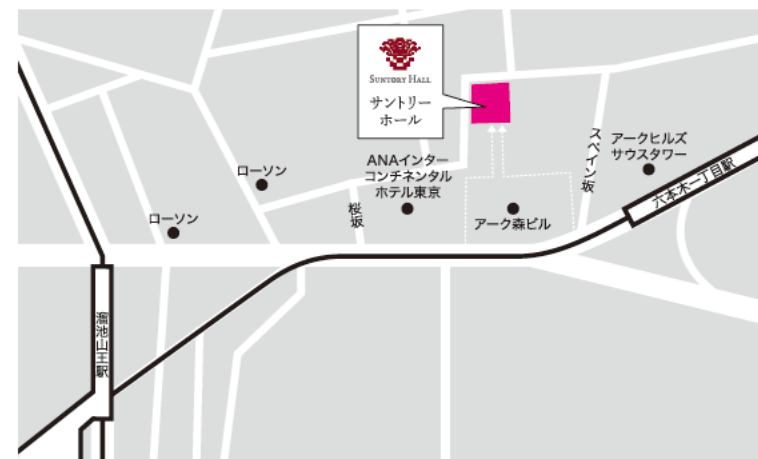 SUNTORY HALL
サントリー
ホール
スペイン坂
アークヒルズ
サウスタワー
六本木一丁目駅
ANAインター
コンチネンタル
ホテル東京
ローソン
桜坂
アーク森ビル
ローソン
溜池山王駅